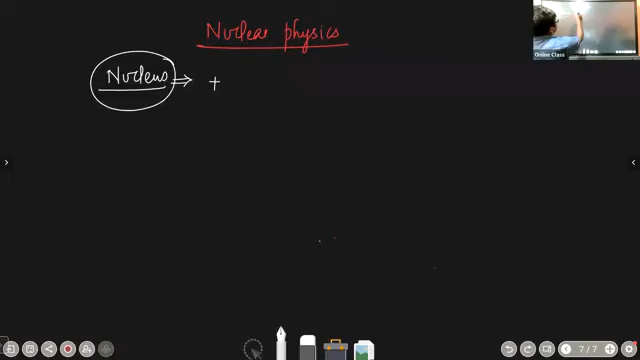 Nuclear physics
Nucleus ⇒ +
Online Class
7/7